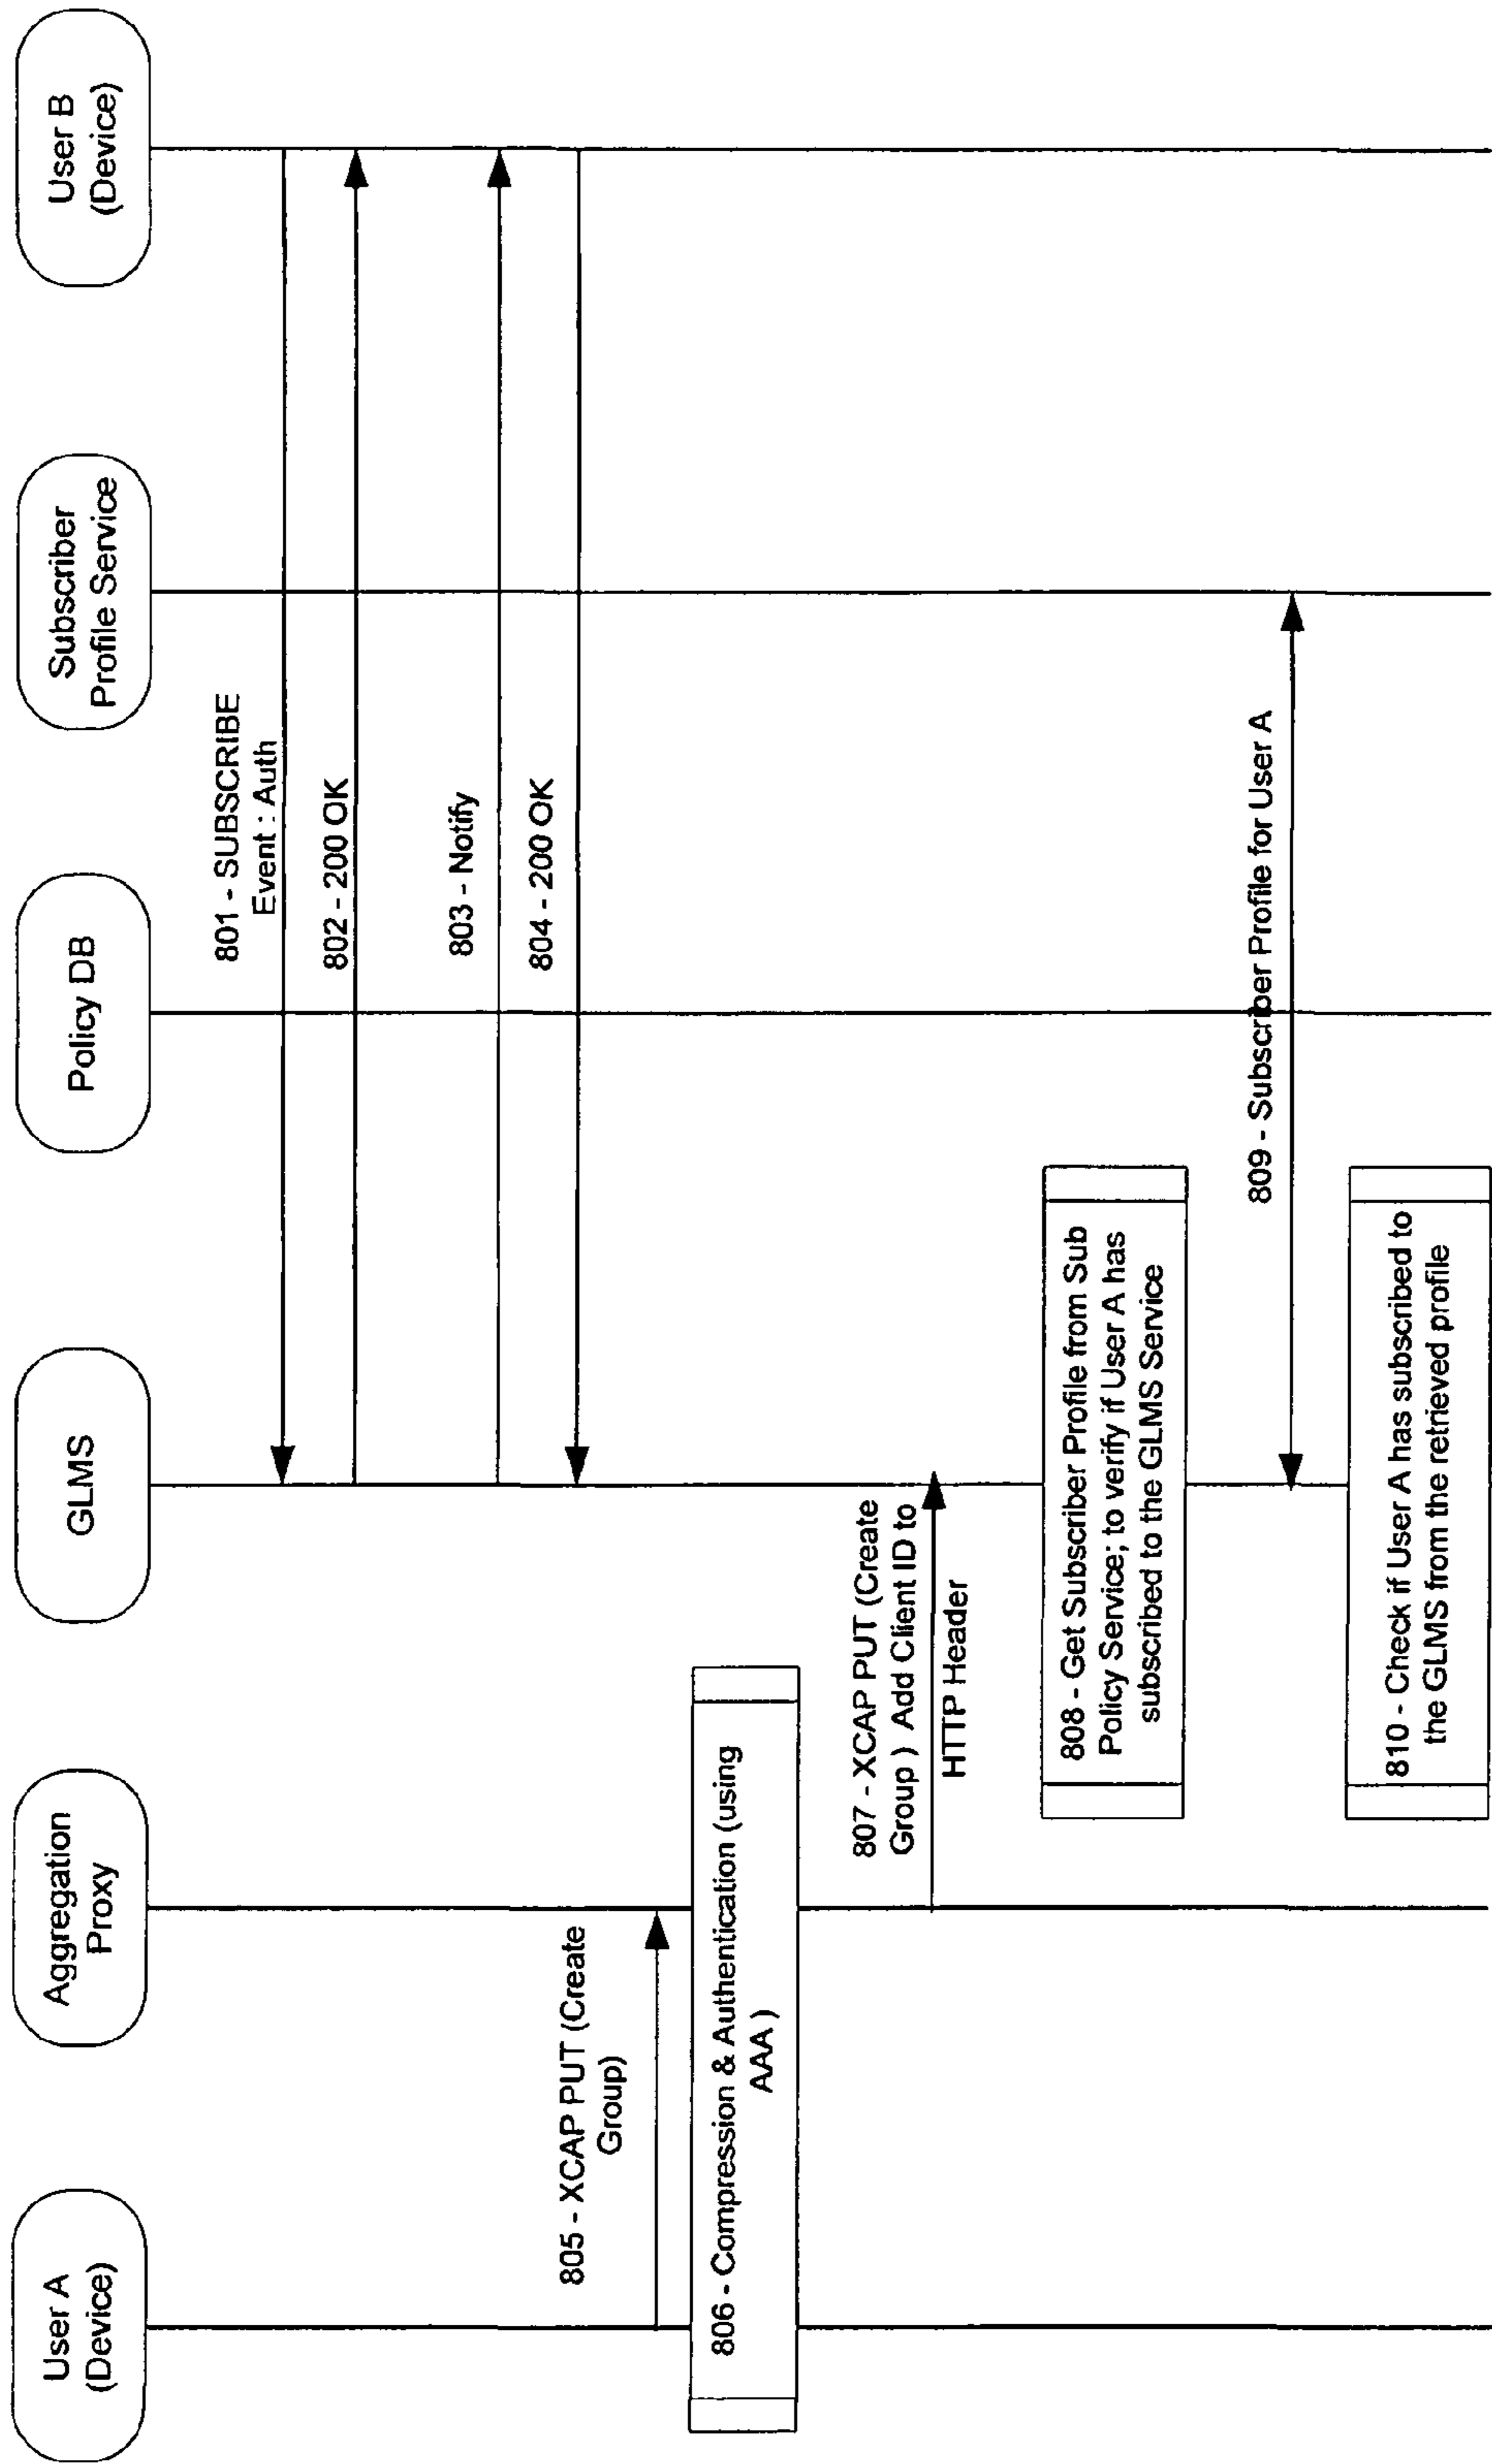 User A
(Device)
Aggregation
Proxy
GLMS
Policy DB
Subscriber
Profile Service
User B
(Device)
801 - SUBSCRIBE
Event : Auth
802 - 200 OK
803 - Notify
804 - 200 OK
805 - XCAP PUT (Create
Group)
806 - Compression & Authentication (using
AAA )
807 - XCAP PUT (Create
Group ) Add Client ID to
HTTP Header
808 - Get Subscriber Profile from Sub
Policy Service; to verify if User A has
subscribed to the GLMS Service
809 - Subscriber Profile for User A
810 - Check if User A has subscribed to
the GLMS from the retrieved profile